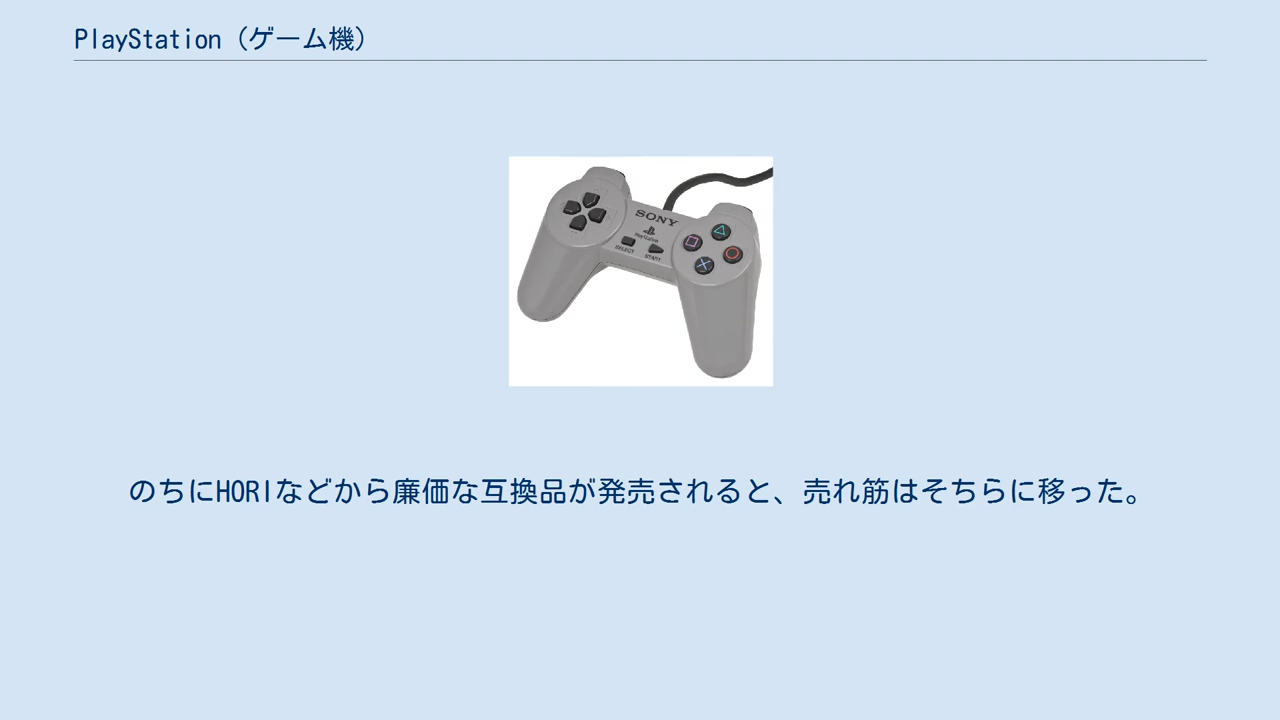 PlayStation（ゲーム機）
SONY
PlayStation
SELECT
START
のちにHORIなどから廉価な互換品が発売されると、売れ筋はそちらに移った。